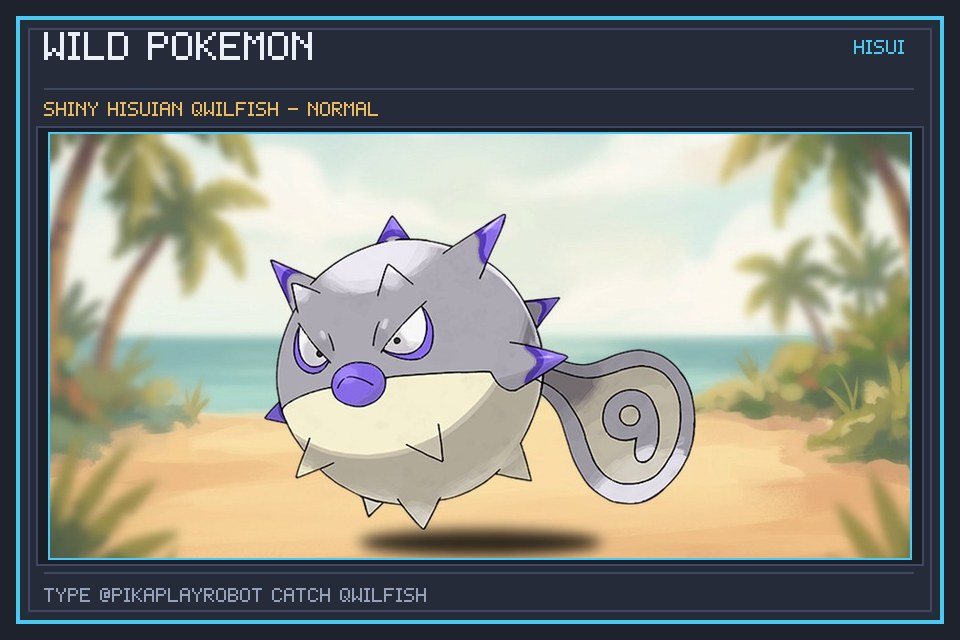 WILD POKEMON
HISUI
SHINY HISUIAN QWILFISH - NORMAL
TYPE @PIKAPLAYROBOT CATCH QWILFISH